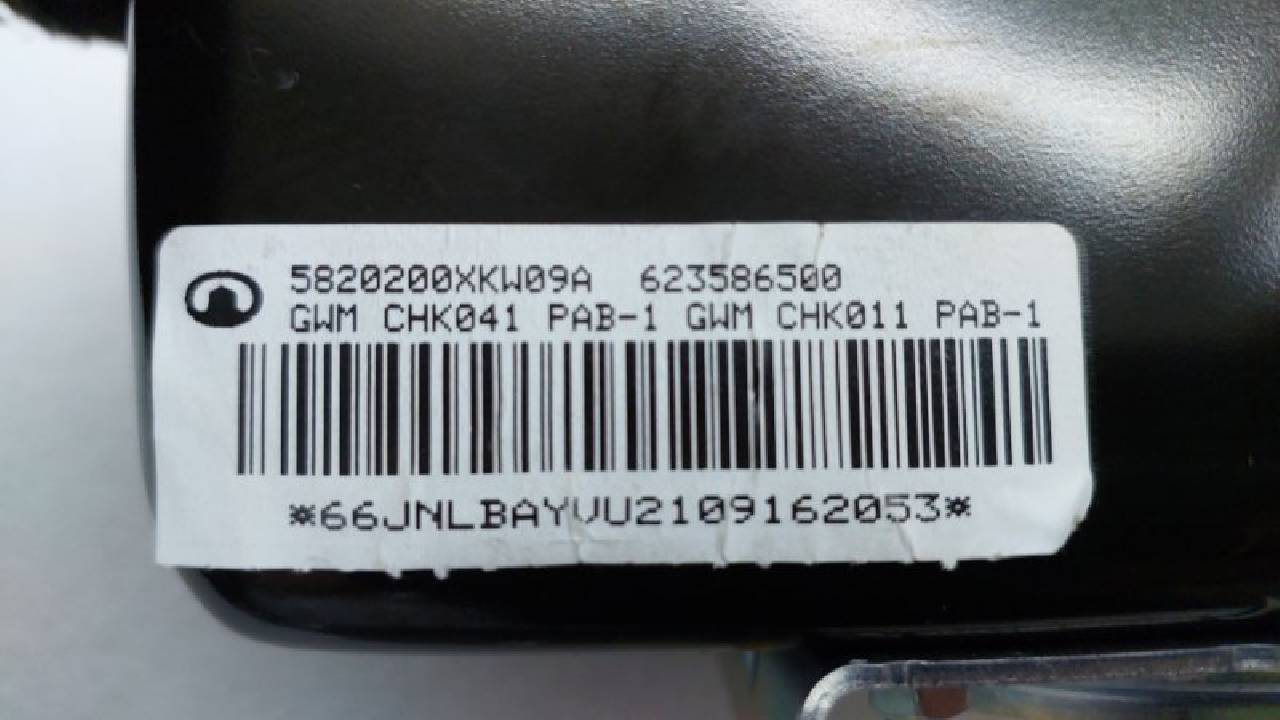 5820200XKW09A 623586500
GWM CHK041 PAB-1 GWM CHK011 PAB-1
*66JNLBAYVU2109162053*